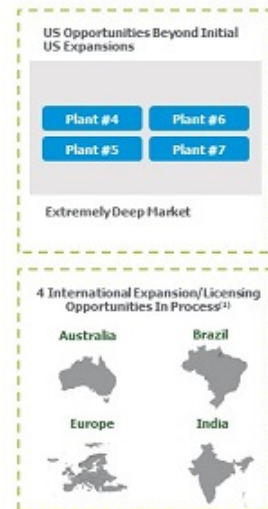 US Opportunities Beyond Initial
US Expansions
Plant #4 Plant #6
Plant #5 Plant #7
Extremely Deep Market
4 International Expansion/Licensing
Opportunities In Process(1)
Australia Brazil
Europe India